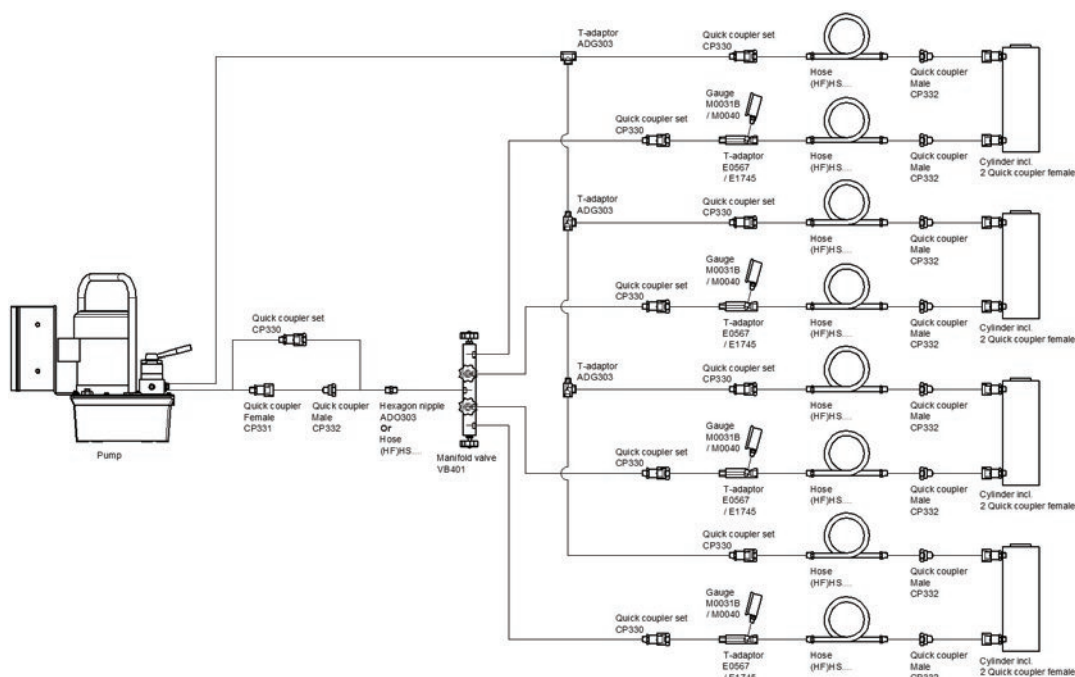 T-adaptor
ADG303
Quick coupler set
CP330
Hose
(HF)HS....
Quick coupler
Male
CP332
Gauge
M0031B
/ M0040
Quick coupler set
CP330
T-adaptor
E0567
/ E1745
Hose
(HF)HS....
Quick coupler
Male
CP332
Cylinder incl.
2 Quick coupler female
T-adaptor
ADG303
Quick coupler set
CP330
Hose
(HF)HS....
Quick coupler
Male
CP332
Gauge
M0031B
/ M0040
Quick coupler set
CP330
T-adaptor
E0567
/ E1745
Hose
(HF)HS....
Quick coupler
Male
CP332
Cylinder incl.
2 Quick coupler female
Quick coupler set
CP330
Pump
Quick coupler
Female
CP331
Quick coupler
Male
CP332
Hexagon nipple
ADO303
Or
Hose
(HF)HS....
Manifold valve
VB401
T-adaptor
ADG303
Quick coupler set
CP330
Hose
(HF)HS....
Quick coupler
Male
CP332
Gauge
M0031B
/ M0040
Quick coupler set
CP330
T-adaptor
E0567
/ E1745
Hose
(HF)HS....
Quick coupler
Male
CP332
Cylinder incl.
2 Quick coupler female
Quick coupler set
CP330
Hose
(HF)HS....
Quick coupler
Male
CP332
Gauge
M0031B
/ M0040
Quick coupler set
CP330
T-adaptor
E0567
/ E1745
Hose
(HF)HS....
Quick coupler
Male
CP332
Cylinder incl.
2 Quick coupler female